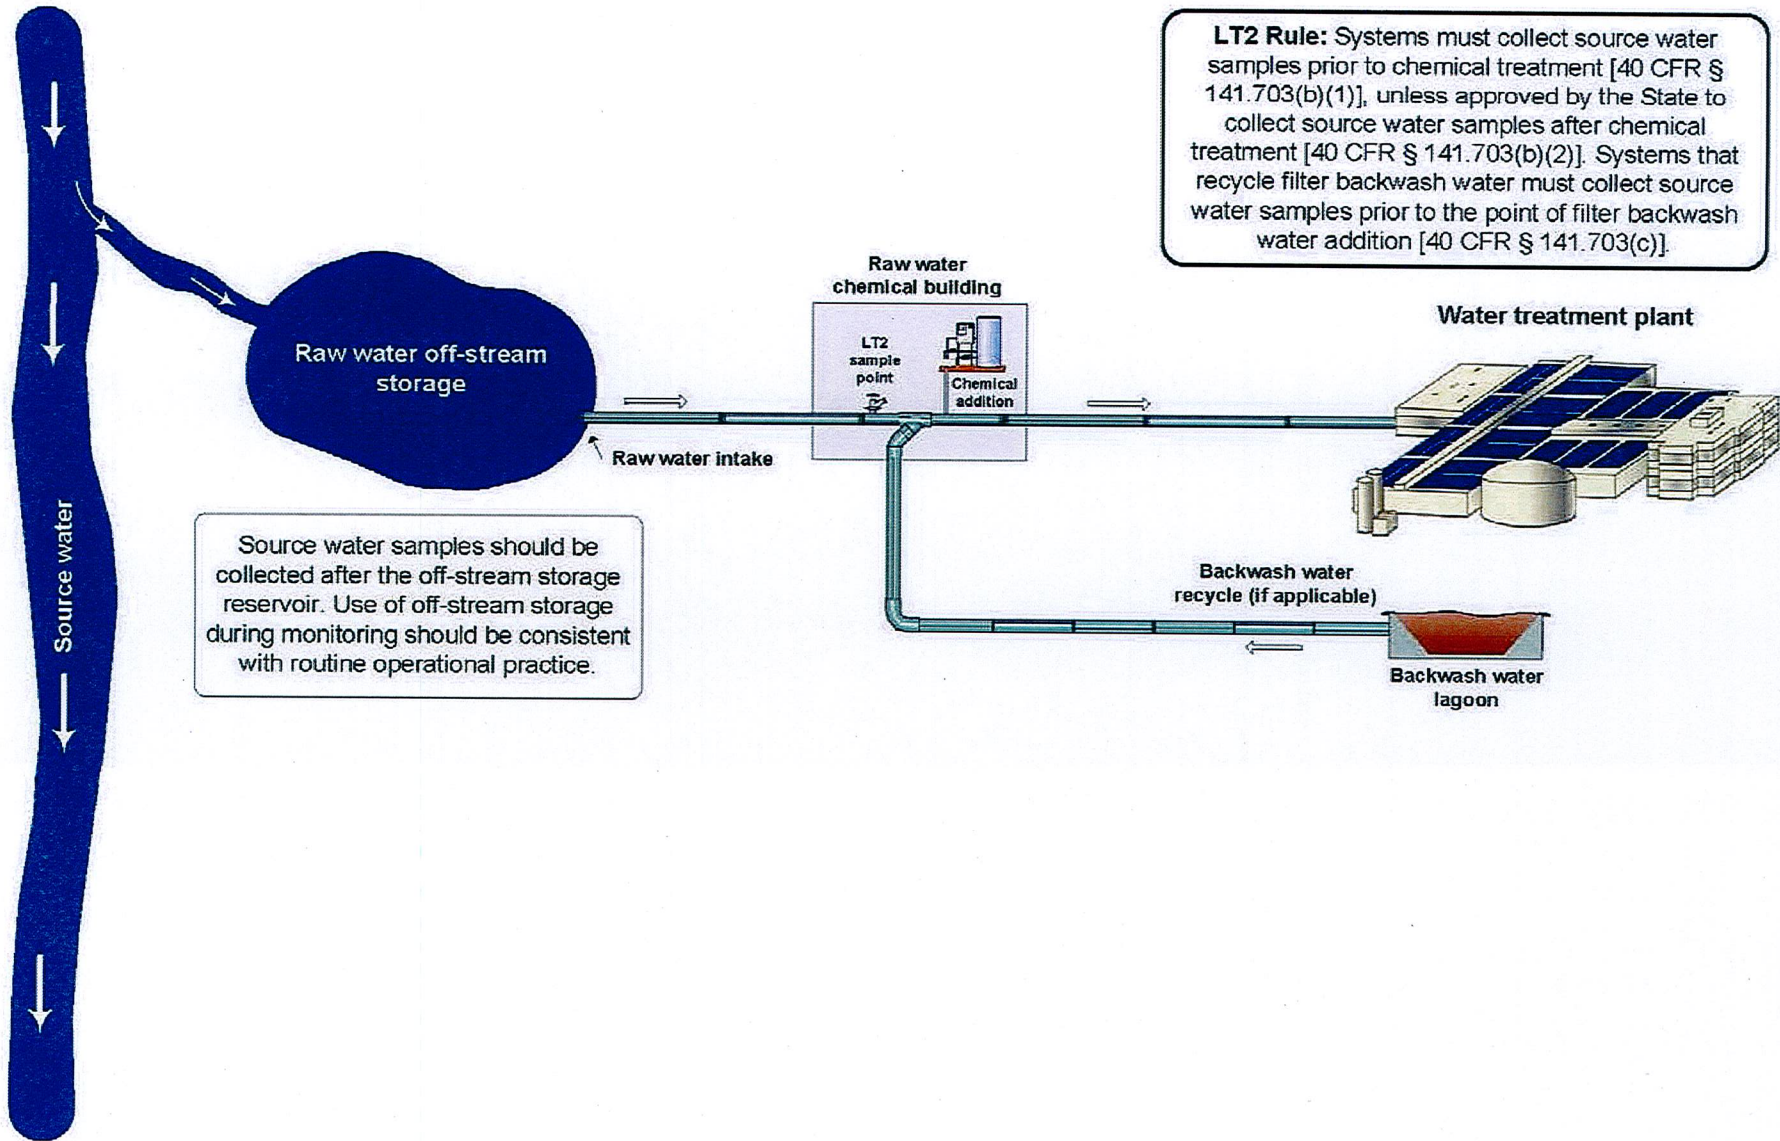 LT2 Rule: Systems must collect source water
samples prior to chemical treatment [40 CFR §
141.703(b)(1)], unless approved by the State to
collect source water samples after chemical
treatment [40 CFR § 141.703(b)(2)]. Systems that
recycle filter backwash water must collect source
water samples prior to the point of filter backwash
water addition [40 CFR § 141.703(c)].
Raw water
chemical building
Water treatment plant
LT2
sample
point
Chemical
addition
Raw water off-stream
storage
Raw water intake
Source water
Source water samples should be
collected after the off-stream storage
reservoir. Use of off-stream storage
during monitoring should be consistent
with routine operational practice.
Backwash water
recycle (if applicable)
Backwash water
lagoon